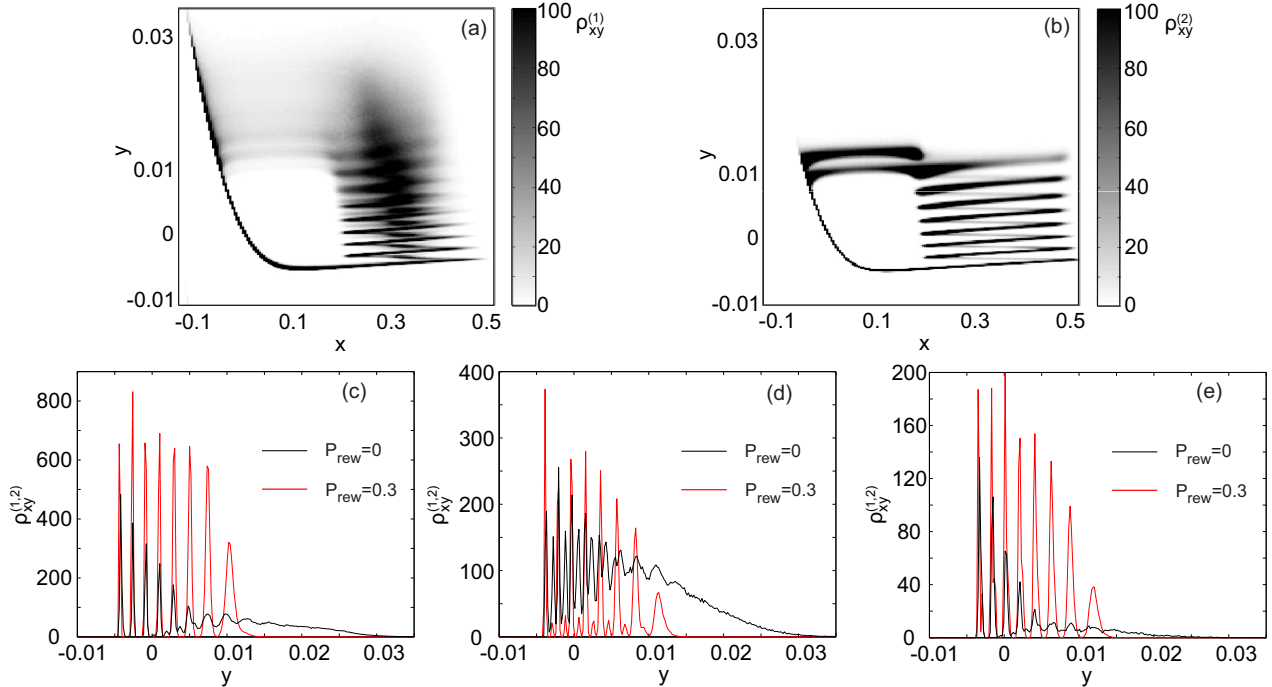 (a)
0.03
0.01
0
-0.01
y
-0.1
0.1
0.3
0.5
x
100
80
60
40
20
0
ρxy(1)
(b)
0.03
0.01
0
-0.01
y
-0.1
0.1
0.3
0.5
x
100
80
60
40
20
0
ρxy(2)
(c)
800
600
400
200
0
ρxy(1,2)
Prew=0
Prew=0.3
-0.01
0
0.01
0.02
0.03
y
(d)
400
300
200
100
0
ρxy(1,2)
Prew=0
Prew=0.3
-0.01
0
0.01
0.02
0.03
y
(e)
200
160
120
80
40
0
ρxy(1,2)
Prew=0
Prew=0.3
-0.01
0
0.01
0.02
0.03
y